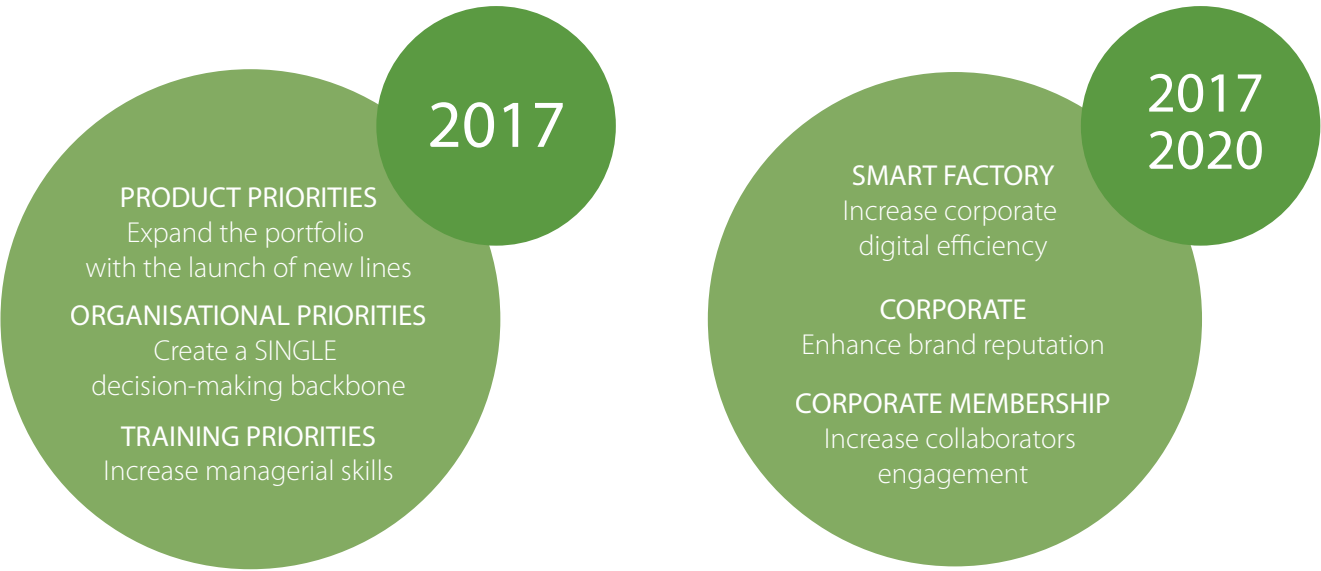 2017
PRODUCT PRIORITIES
Expand the portfolio
with the launch of new lines
ORGANISATIONAL PRIORITIES
Create a SINGLE
decision-making backbone
TRAINING PRIORITIES
Increase managerial skills
2017
2020
SMART FACTORY
Increase corporate
digital efficiency
CORPORATE
Enhance brand reputation
CORPORATE MEMBERSHIP
Increase collaborators
engagement